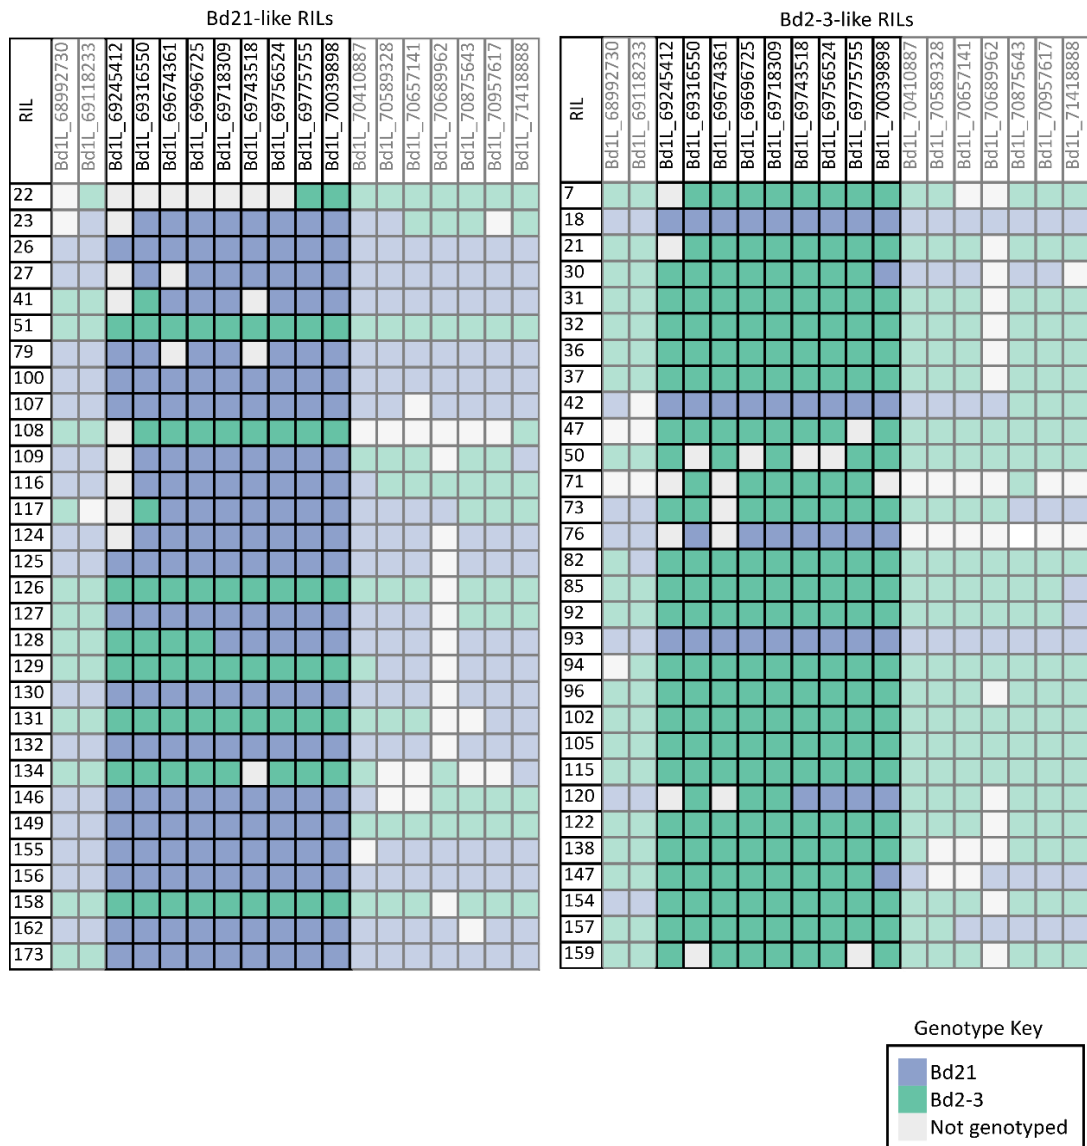 Bd21-like RILs
RIL
Bd1L_68992730
Bd1L_69118233
Bd1L_69245412
Bd1L_69316550
Bd1L_69674361
Bd1L_69696725
Bd1L_69718309
Bd1L_69743518
Bd1L_69756524
Bd1L_69775755
Bd1L_70039898
Bd1L_70410887
Bd1L_70589328
Bd1L_70657141
Bd1L_70689962
Bd1L_70875643
Bd1L_70957617
Bd1L_71418888
22
23
26
27
41
51
79
100
107
108
109
116
117
124
125
126
127
128
129
130
131
132
134
146
149
155
156
158
162
173
Bd2-3-like RILs
RIL
Bd1L_68992730
Bd1L_69118233
Bd1L_69245412
Bd1L_69316550
Bd1L_69674361
Bd1L_69696725
Bd1L_69718309
Bd1L_69743518
Bd1L_69756524
Bd1L_69775755
Bd1L_70039898
Bd1L_70410887
Bd1L_70589328
Bd1L_70657141
Bd1L_70689962
Bd1L_70875643
Bd1L_70957617
Bd1L_71418888
7
18
21
30
31
32
36
37
42
47
50
71
73
76
82
85
92
93
94
96
102
105
115
120
122
138
147
154
157
159
Genotype Key
Bd21
Bd2-3
Not genotyped